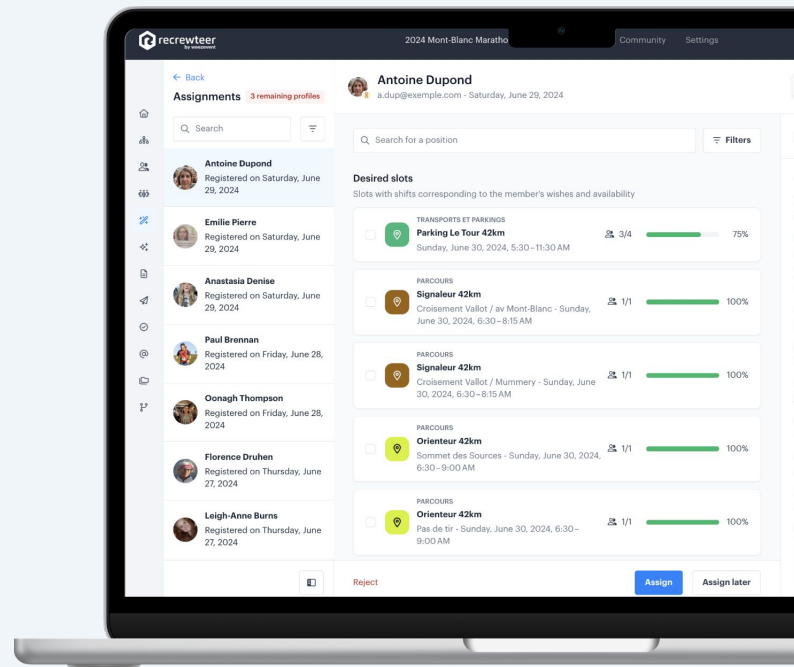 recrewteer
by weezevent
2024 Mont-Blanc Maratho
Community
Settings
← Back
Assignments
3 remaining profiles
Search
Antoine Dupond
Registered on Saturday, June
29, 2024
Emilie Pierre
Registered on Saturday, June
29, 2024
Anastasia Denise
Registered on Saturday, June
29, 2024
Paul Brennan
Registered on Friday, June 28,
2024
Oonagh Thompson
Registered on Friday, June 28,
2024
Florence Druhen
Registered on Thursday, June
27, 2024
Leigh-Anne Burns
Registered on Thursday, June
27, 2024
Antoine Dupond
a.dup@exemple.com - Saturday, June 29, 2024
Search for a position
Filters
Desired slots
Slots with shifts corresponding to the member's wishes and availability
TRANSPORTS ET PARKINGS
Parking Le Tour 42km
Sunday, June 30, 2024, 5:30–11:30 AM
3/4
75%
PARCOURS
Signaleur 42km
Croisement Vallot / av Mont-Blanc - Sunday,
June 30, 2024, 6:30–8:15 AM
1/1
100%
PARCOURS
Signaleur 42km
Croisement Vallot / Mummery - Sunday, June
30, 2024, 6:30–8:15 AM
1/1
100%
PARCOURS
Orienteur 42km
Sommet des Sources - Sunday, June 30, 2024,
6:30–9:00 AM
1/1
100%
PARCOURS
Orienteur 42km
Pas de tir - Sunday, June 30, 2024, 6:30–
9:00 AM
1/1
100%
Reject
Assign
Assign later